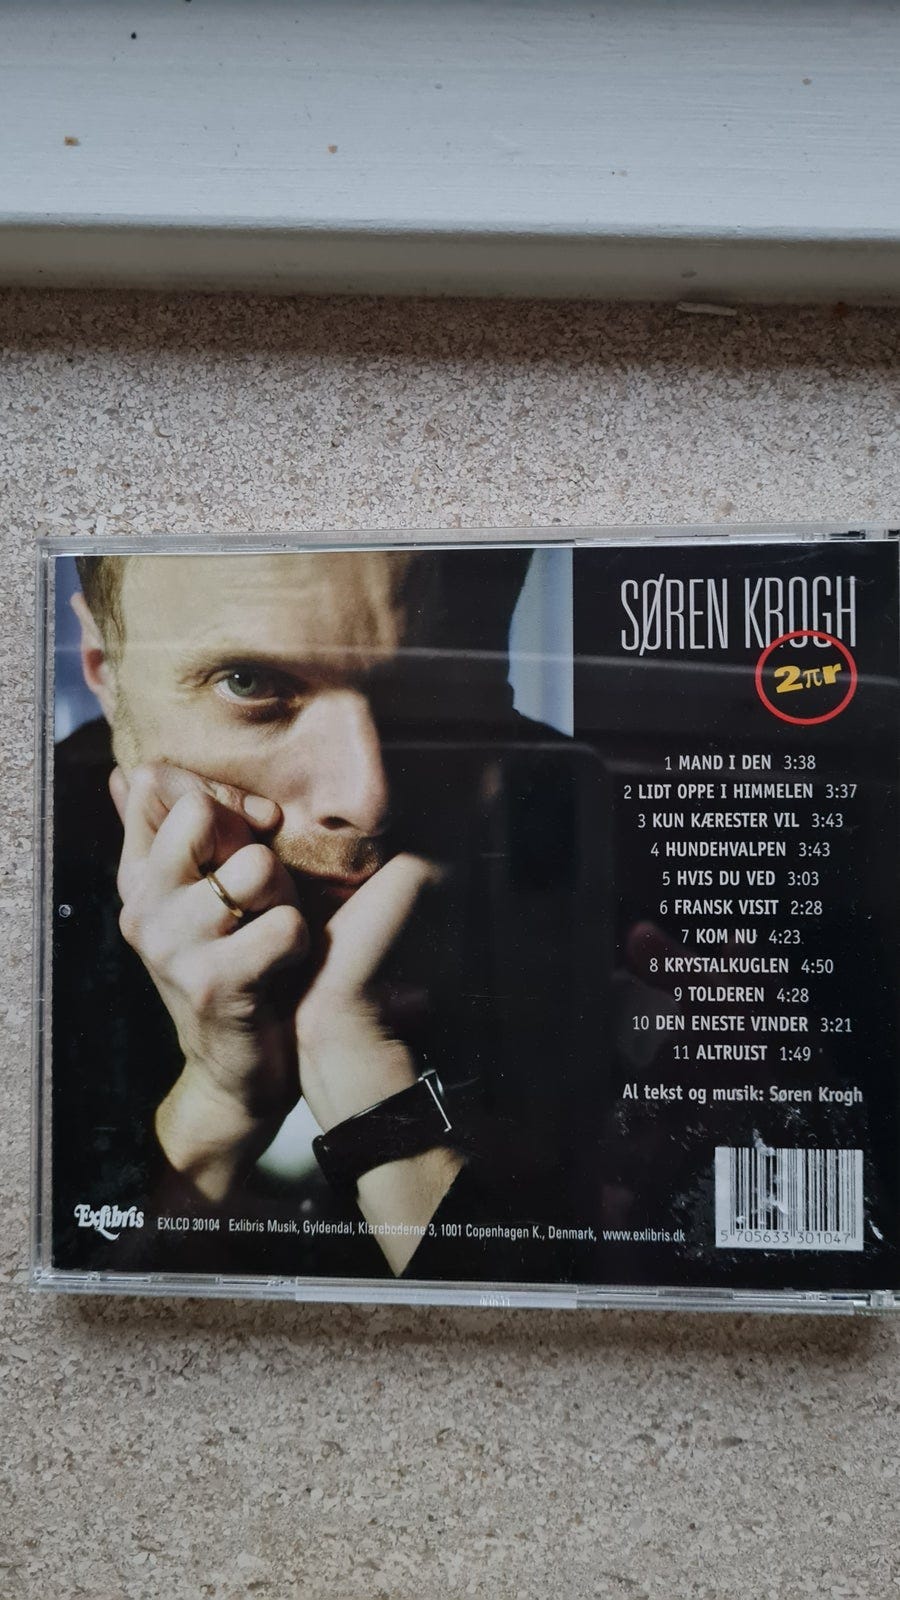 SØREN KROGH
2πr
1 MAND I DEN 3:38
2 LIDT OPPE I HIMMELEN 3:37
3 KUN KÆRESTER VIL 3:43
4 HUNDEHVALPEN 3:43
5 HVIS DU VED 3:03
6 FRANSK VISIT 2:28
7 KOM NU 4:23
8 KRYSTALKUGLEN 4:50
9 TOLDEREN 4:28
10 DEN ENESTE VINDER 3:21
11 ALTRUIST 1:49
Al tekst og musik: Søren Krogh
Exlibris EXLCD 30104 Exlibris Musik, Gyldendal, Klareboderne 3, 1001 Copenhagen K., Denmark, www.exlibris.dk
5 705633 301047